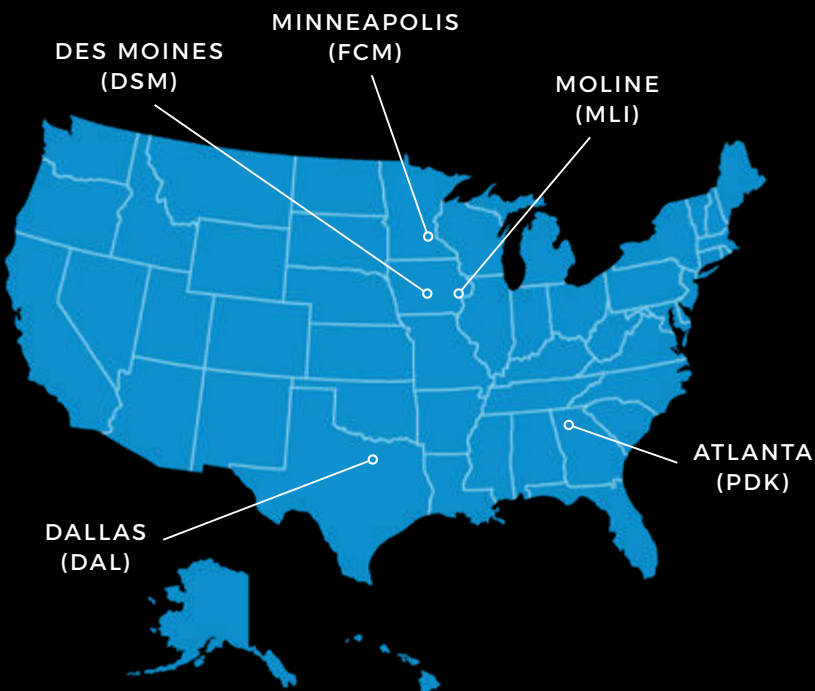 MINNEAPOLIS
(FCM)
DES MOINES
(DSM)
MOLINE
(MLI)
ATLANTA
(PDK)
DALLAS
(DAL)